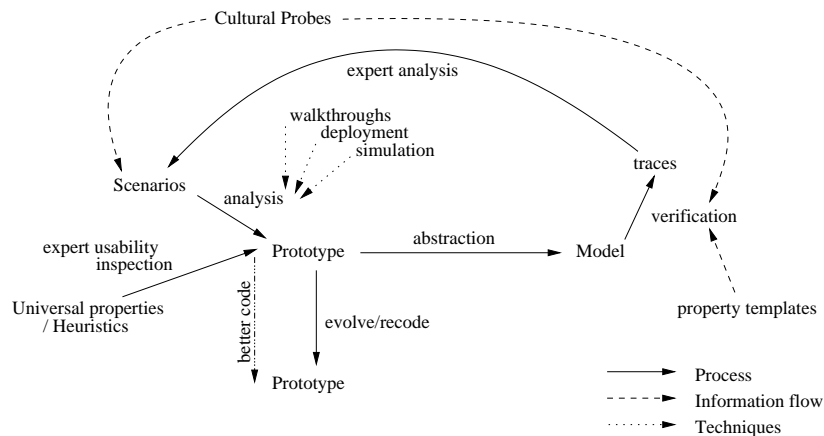 Cultural Probes
expert analysis
walkthroughs
deployment
simulation
traces
Scenarios
analysis
verification
expert usability
inspection
Prototype
abstraction
Model
Universal properties
/ Heuristics
better code
evolve/recode
property templates
Prototype
Process
Information flow
Techniques